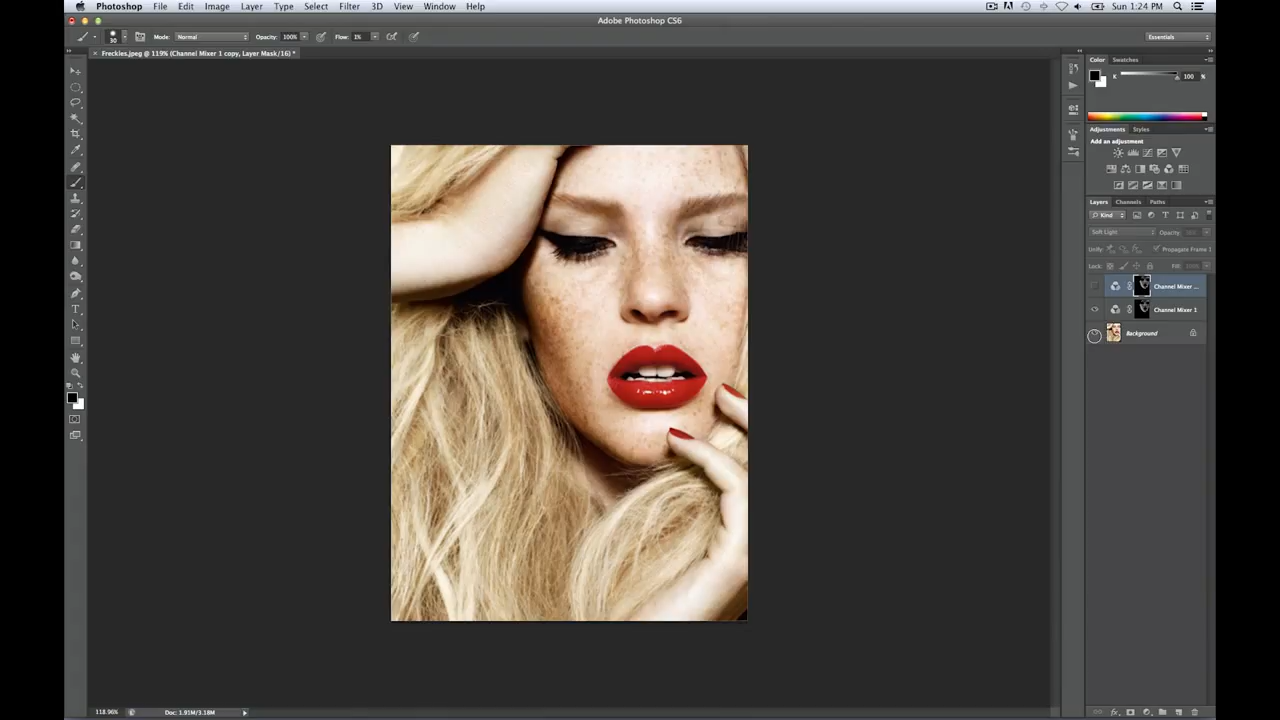 Photoshop File Edit Image Layer Type Select Filter 3D View Window Help Sun 1:24 PM
Adobe Photoshop CS6
30 Mode: Normal Opacity: 100% Flow: 1% Essentials
× Freckles.jpeg @ 119% (Channel Mixer 1 copy, Layer Mask/16) *
Color Swatches
K 100 %
Adjustments Styles
Add an adjustment
Layers Channels Paths
Kind
Soft Light Opacity:
Unify: Propagate Frame 1
Lock: Fill:
Channel Mixer ...
Channel Mixer 1
Background
118.96% Doc: 1.91M/3.18M